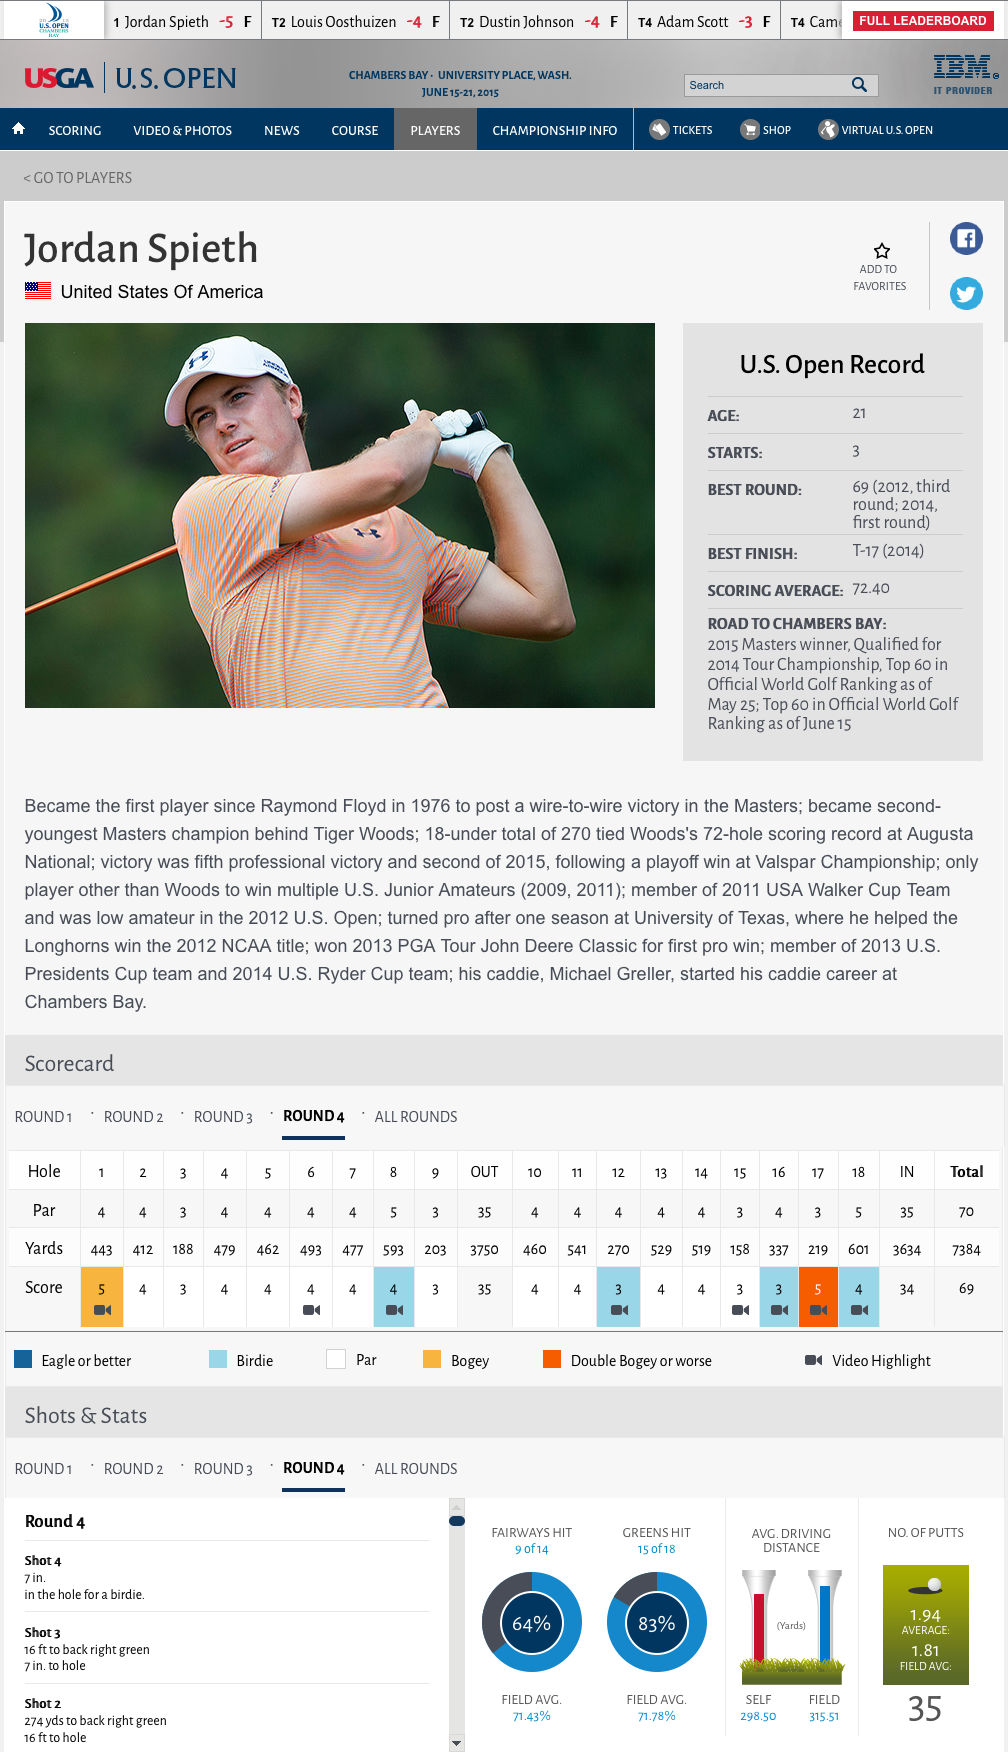 U.S. OPEN
CHAMBERS
BAY
1 Jordan Spieth -5 F
T2 Louis Oosthuizen -4 F
T2 Dustin Johnson -4 F
T4 Adam Scott -3 F
T4 Came
FULL LEADERBOARD
USGA U.S. OPEN
CHAMBERS BAY · UNIVERSITY PLACE, WASH.
JUNE 15-21, 2015
Search
IBM
IT PROVIDER
SCORING VIDEO & PHOTOS NEWS COURSE PLAYERS CHAMPIONSHIP INFO TICKETS SHOP VIRTUAL U.S. OPEN
< GO TO PLAYERS
Jordan Spieth
United States Of America
ADD TO
FAVORITES
U.S. Open Record
AGE: 21
STARTS: 3
BEST ROUND: 69 (2012, third
round; 2014,
first round)
BEST FINISH: T-17 (2014)
SCORING AVERAGE: 72.40
ROAD TO CHAMBERS BAY:
2015 Masters winner, Qualified for
2014 Tour Championship, Top 60 in
Official World Golf Ranking as of
May 25; Top 60 in Official World Golf
Ranking as of June 15
Became the first player since Raymond Floyd in 1976 to post a wire-to-wire victory in the Masters; became second-
youngest Masters champion behind Tiger Woods; 18-under total of 270 tied Woods's 72-hole scoring record at Augusta
National; victory was fifth professional victory and second of 2015, following a playoff win at Valspar Championship; only
player other than Woods to win multiple U.S. Junior Amateurs (2009, 2011); member of 2011 USA Walker Cup Team
and was low amateur in the 2012 U.S. Open; turned pro after one season at University of Texas, where he helped the
Longhorns win the 2012 NCAA title; won 2013 PGA Tour John Deere Classic for first pro win; member of 2013 U.S.
Presidents Cup team and 2014 U.S. Ryder Cup team; his caddie, Michael Greller, started his caddie career at
Chambers Bay.
Scorecard
ROUND 1 · ROUND 2 · ROUND 3 · ROUND 4 · ALL ROUNDS
Hole 1 2 3 4 5 6 7 8 9 OUT 10 11 12 13 14 15 16 17 18 IN Total
Par 4 4 3 4 4 4 4 5 3 35 4 4 4 4 4 3 4 3 5 35 70
Yards 443 412 188 479 462 493 477 593 203 3750 460 541 270 529 519 158 337 219 601 3634 7384
Score 5 4 3 4 4 4 4 4 3 35 4 4 3 4 4 3 3 5 4 34 69
Eagle or better Birdie Par Bogey Double Bogey or worse Video Highlight
Shots & Stats
ROUND 1 · ROUND 2 · ROUND 3 · ROUND 4 · ALL ROUNDS
Round 4
Shot 4
7 in.
in the hole for a birdie.
Shot 3
16 ft to back right green
7 in. to hole
Shot 2
274 yds to back right green
16 ft to hole
FAIRWAYS HIT
9 of 14
64%
FIELD AVG.
71.43%
GREENS HIT
15 of 18
83%
FIELD AVG.
71.78%
AVG. DRIVING
DISTANCE
(Yards)
SELF FIELD
298.50 315.51
NO. OF PUTTS
1.94
AVERAGE:
1.81
FIELD AVG:
35